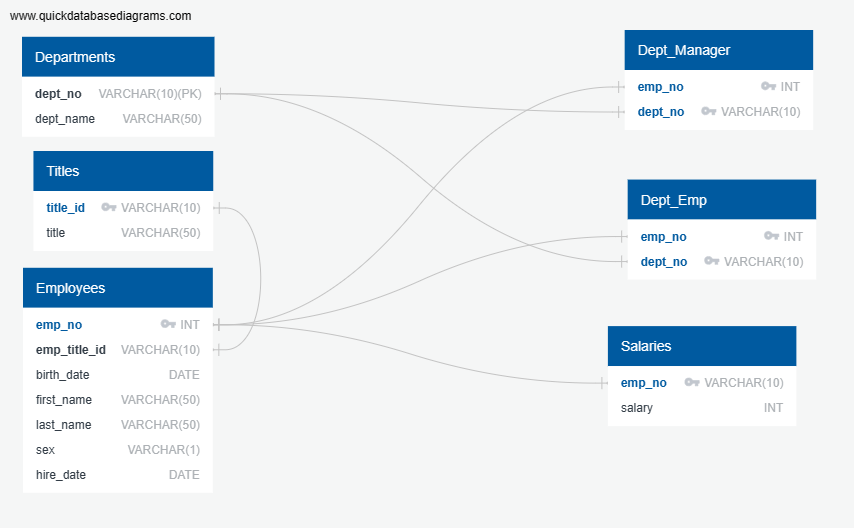 www.quickdatabasediagrams.com
Departments
dept_no VARCHAR(10)(PK)
dept_name VARCHAR(50)
Titles
title_id VARCHAR(10)
title VARCHAR(50)
Employees
emp_no INT
emp_title_id VARCHAR(10)
birth_date DATE
first_name VARCHAR(50)
last_name VARCHAR(50)
sex VARCHAR(1)
hire_date DATE
Dept_Manager
emp_no INT
dept_no VARCHAR(10)
Dept_Emp
emp_no INT
dept_no VARCHAR(10)
Salaries
emp_no VARCHAR(10)
salary INT